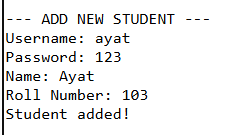 --- ADD NEW STUDENT ---
Username: ayat
Password: 123
Name: Ayat
Roll Number: 103
Student added!